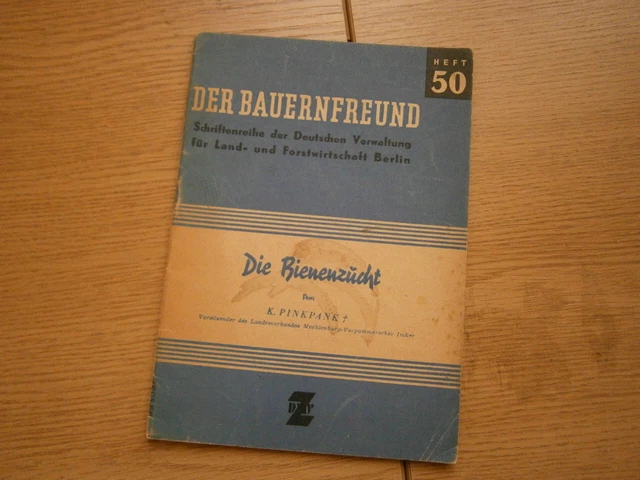 HEFT
50
DER BAUERNFREUND
Schriftenreihe der Deutschen Verwaltung
für Land- und Forstwirtschaft Berlin
Die Bienenzucht
Von
K. PINKPANK †
Vorsitzender des Landesverbandes Mecklenburg-Vorpommerscher Imker